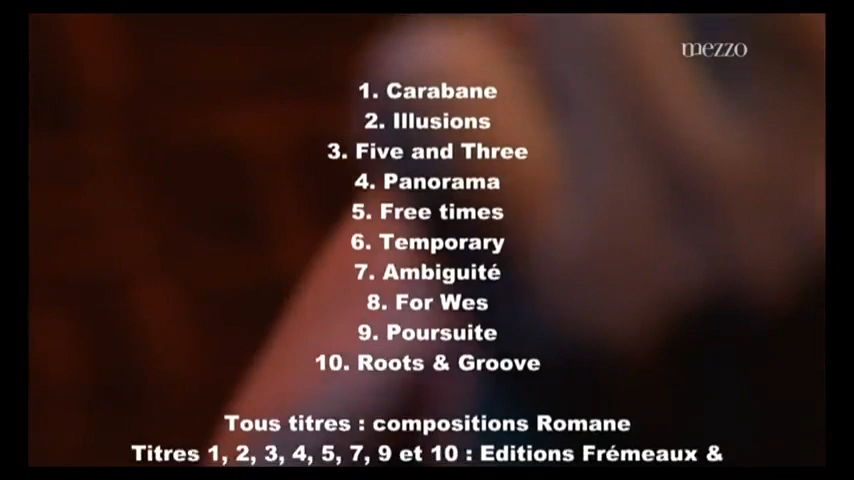 mezzo
1. Carabane
2. Illusions
3. Five and Three
4. Panorama
5. Free times
6. Temporary
7. Ambiguité
8. For Wes
9. Poursuite
10. Roots & Groove
Tous titres : compositions Romane
Titres 1, 2, 3, 4, 5, 7, 9 et 10 : Editions Frémeaux &